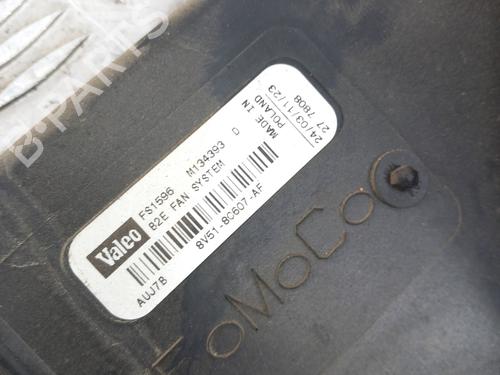 B-PARTS
Valeo
FS1596 M134393 D MADE IN POLAND
B2E FAN SYSTEM
8V51-8C607-AF
AUJ7B
24/03/11/23
27 7808
FoMoCo